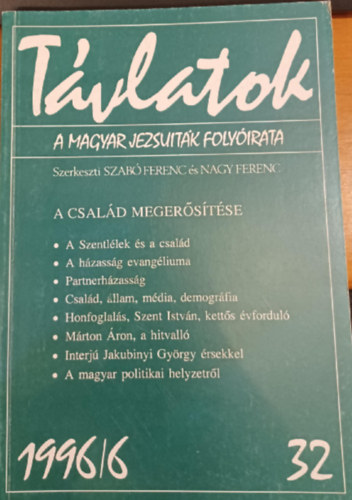 Távlatok
A MAGYAR JEZSUITÁK FOLYÓIRATA
Szerkeszti SZABÓ FERENC és NAGY FERENC
A CSALÁD MEGERŐSÍTÉSE
• A Szentlélek és a család
• A házasság evangéliuma
• Partnerházasság
• Család, állam, média, demográfia
• Honfoglalás, Szent István, kettős évforduló
• Márton Áron, a hitvalló
• Interjú Jakubinyi György érsekkel
• A magyar politikai helyzetről
1996/6 32